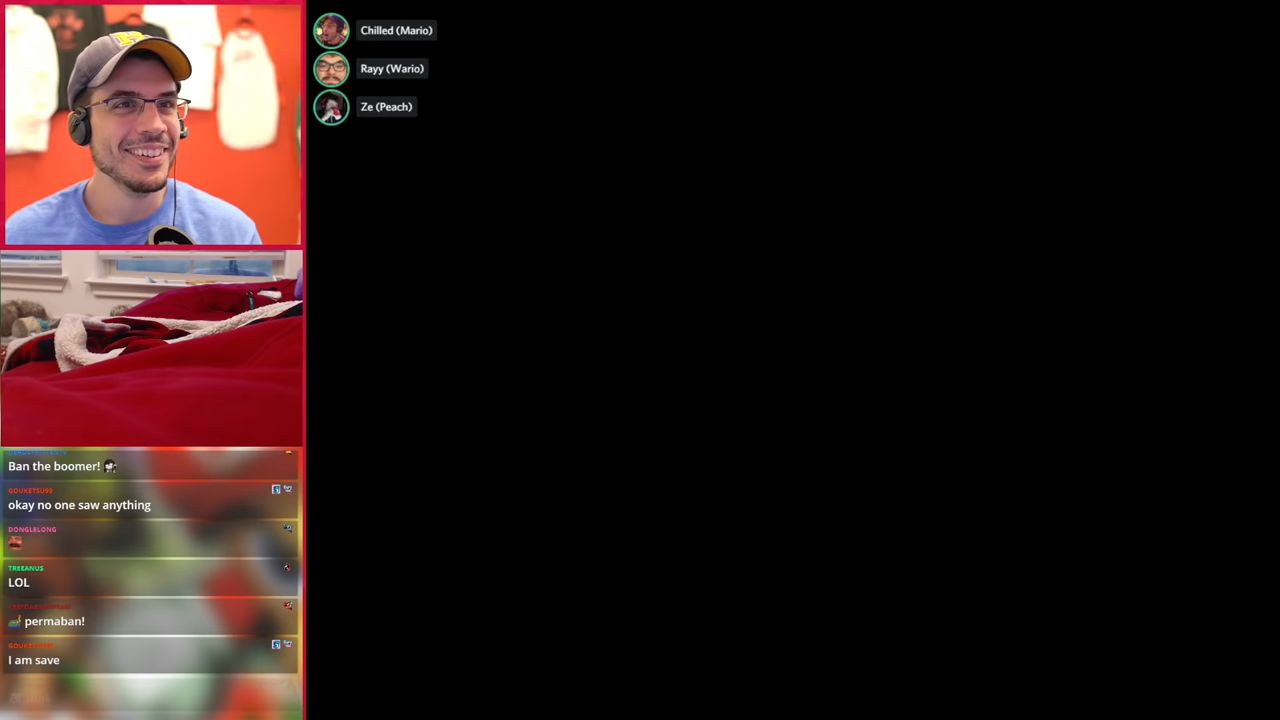 Chilled (Mario)
Rayy (Wario)
Ze (Peach)
Ban the boomer!
GOUKETSU99
okay no one saw anything
DONGLELONG
TREEANUS
LOL
permaban!
I am save